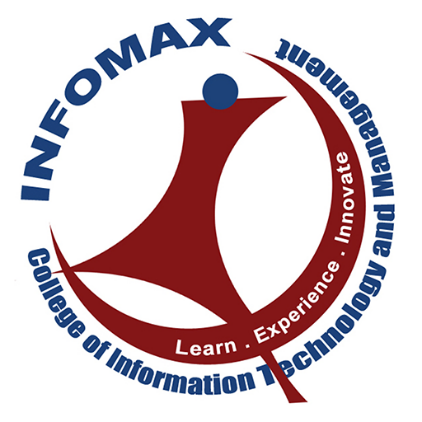 INFOMAX
College of Information Technology and Management
Learn . Experience . Innovate